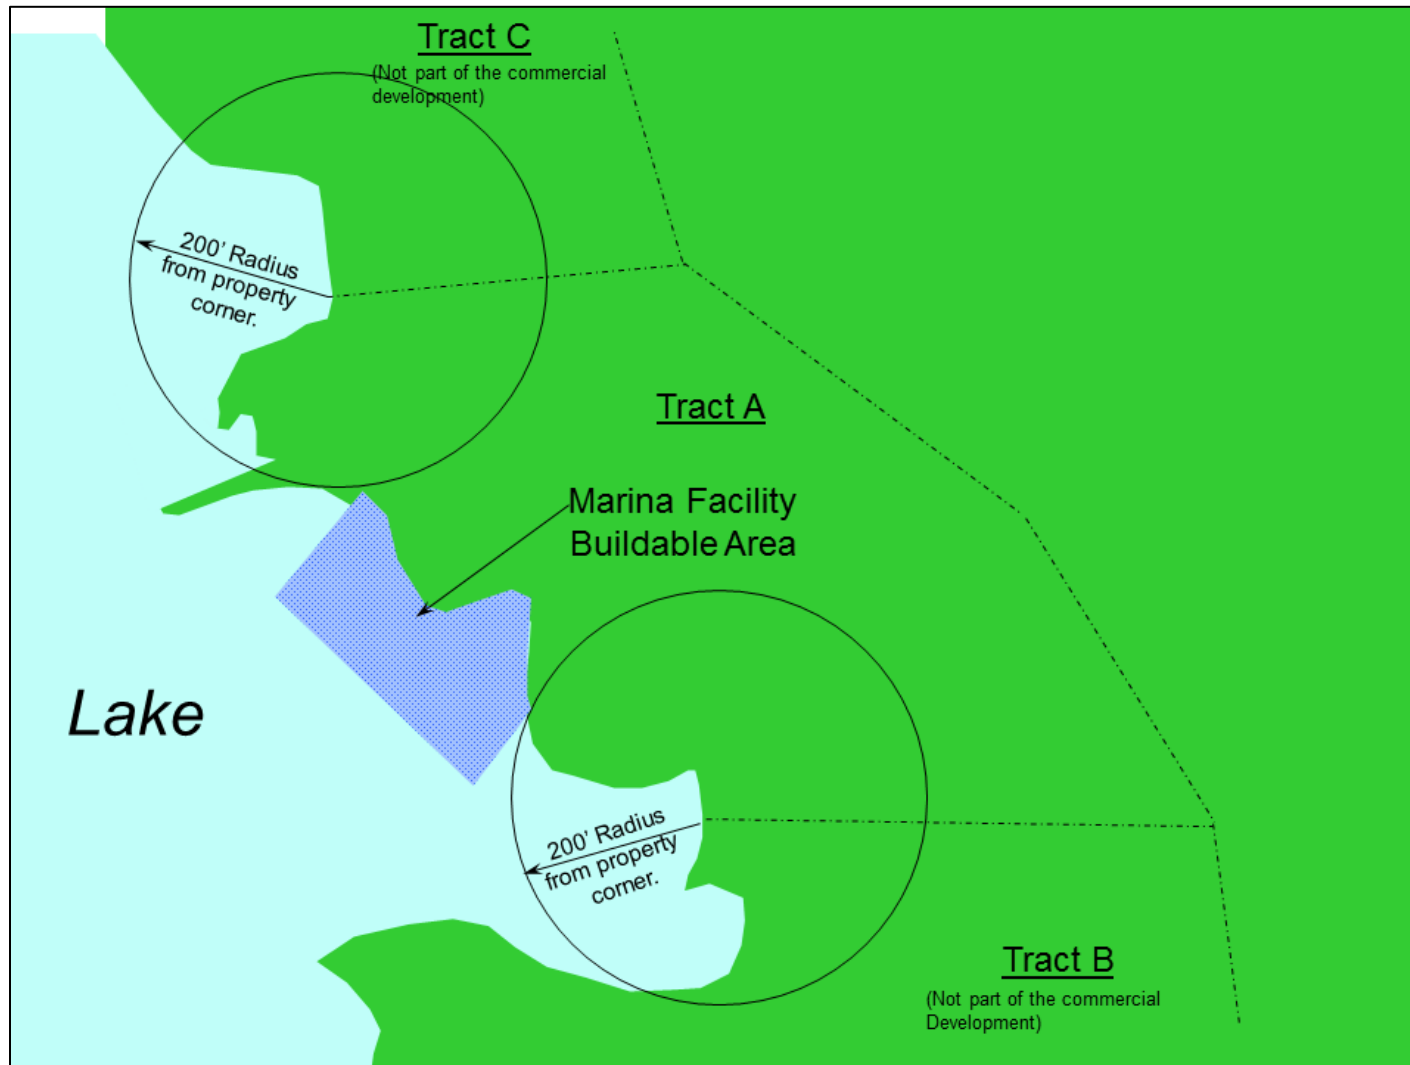 Tract C
(Not part of the commercial
development)
200’ Radius
from property
corner.
Tract A
Marina Facility
Buildable Area
Lake
200’ Radius
from property
corner.
Tract B
(Not part of the commercial
Development)